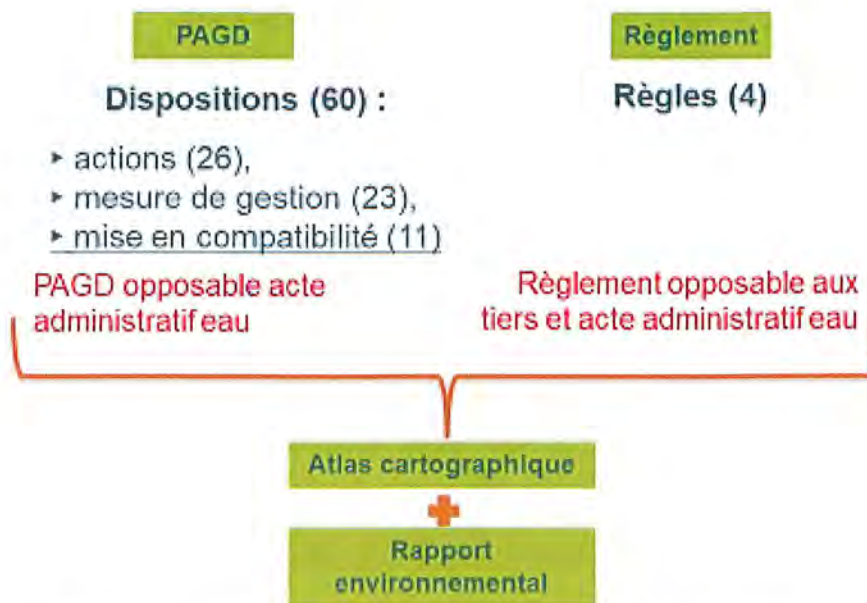 PAGD
Dispositions (60) :
▸ actions (26),
▸ mesure de gestion (23),
▸ mise en compatibilité (11)
PAGD opposable acte
administratif eau
Règlement
Règles (4)
Règlement opposable aux
tiers et acte administratif eau
Atlas cartographique
Rapport
environnemental